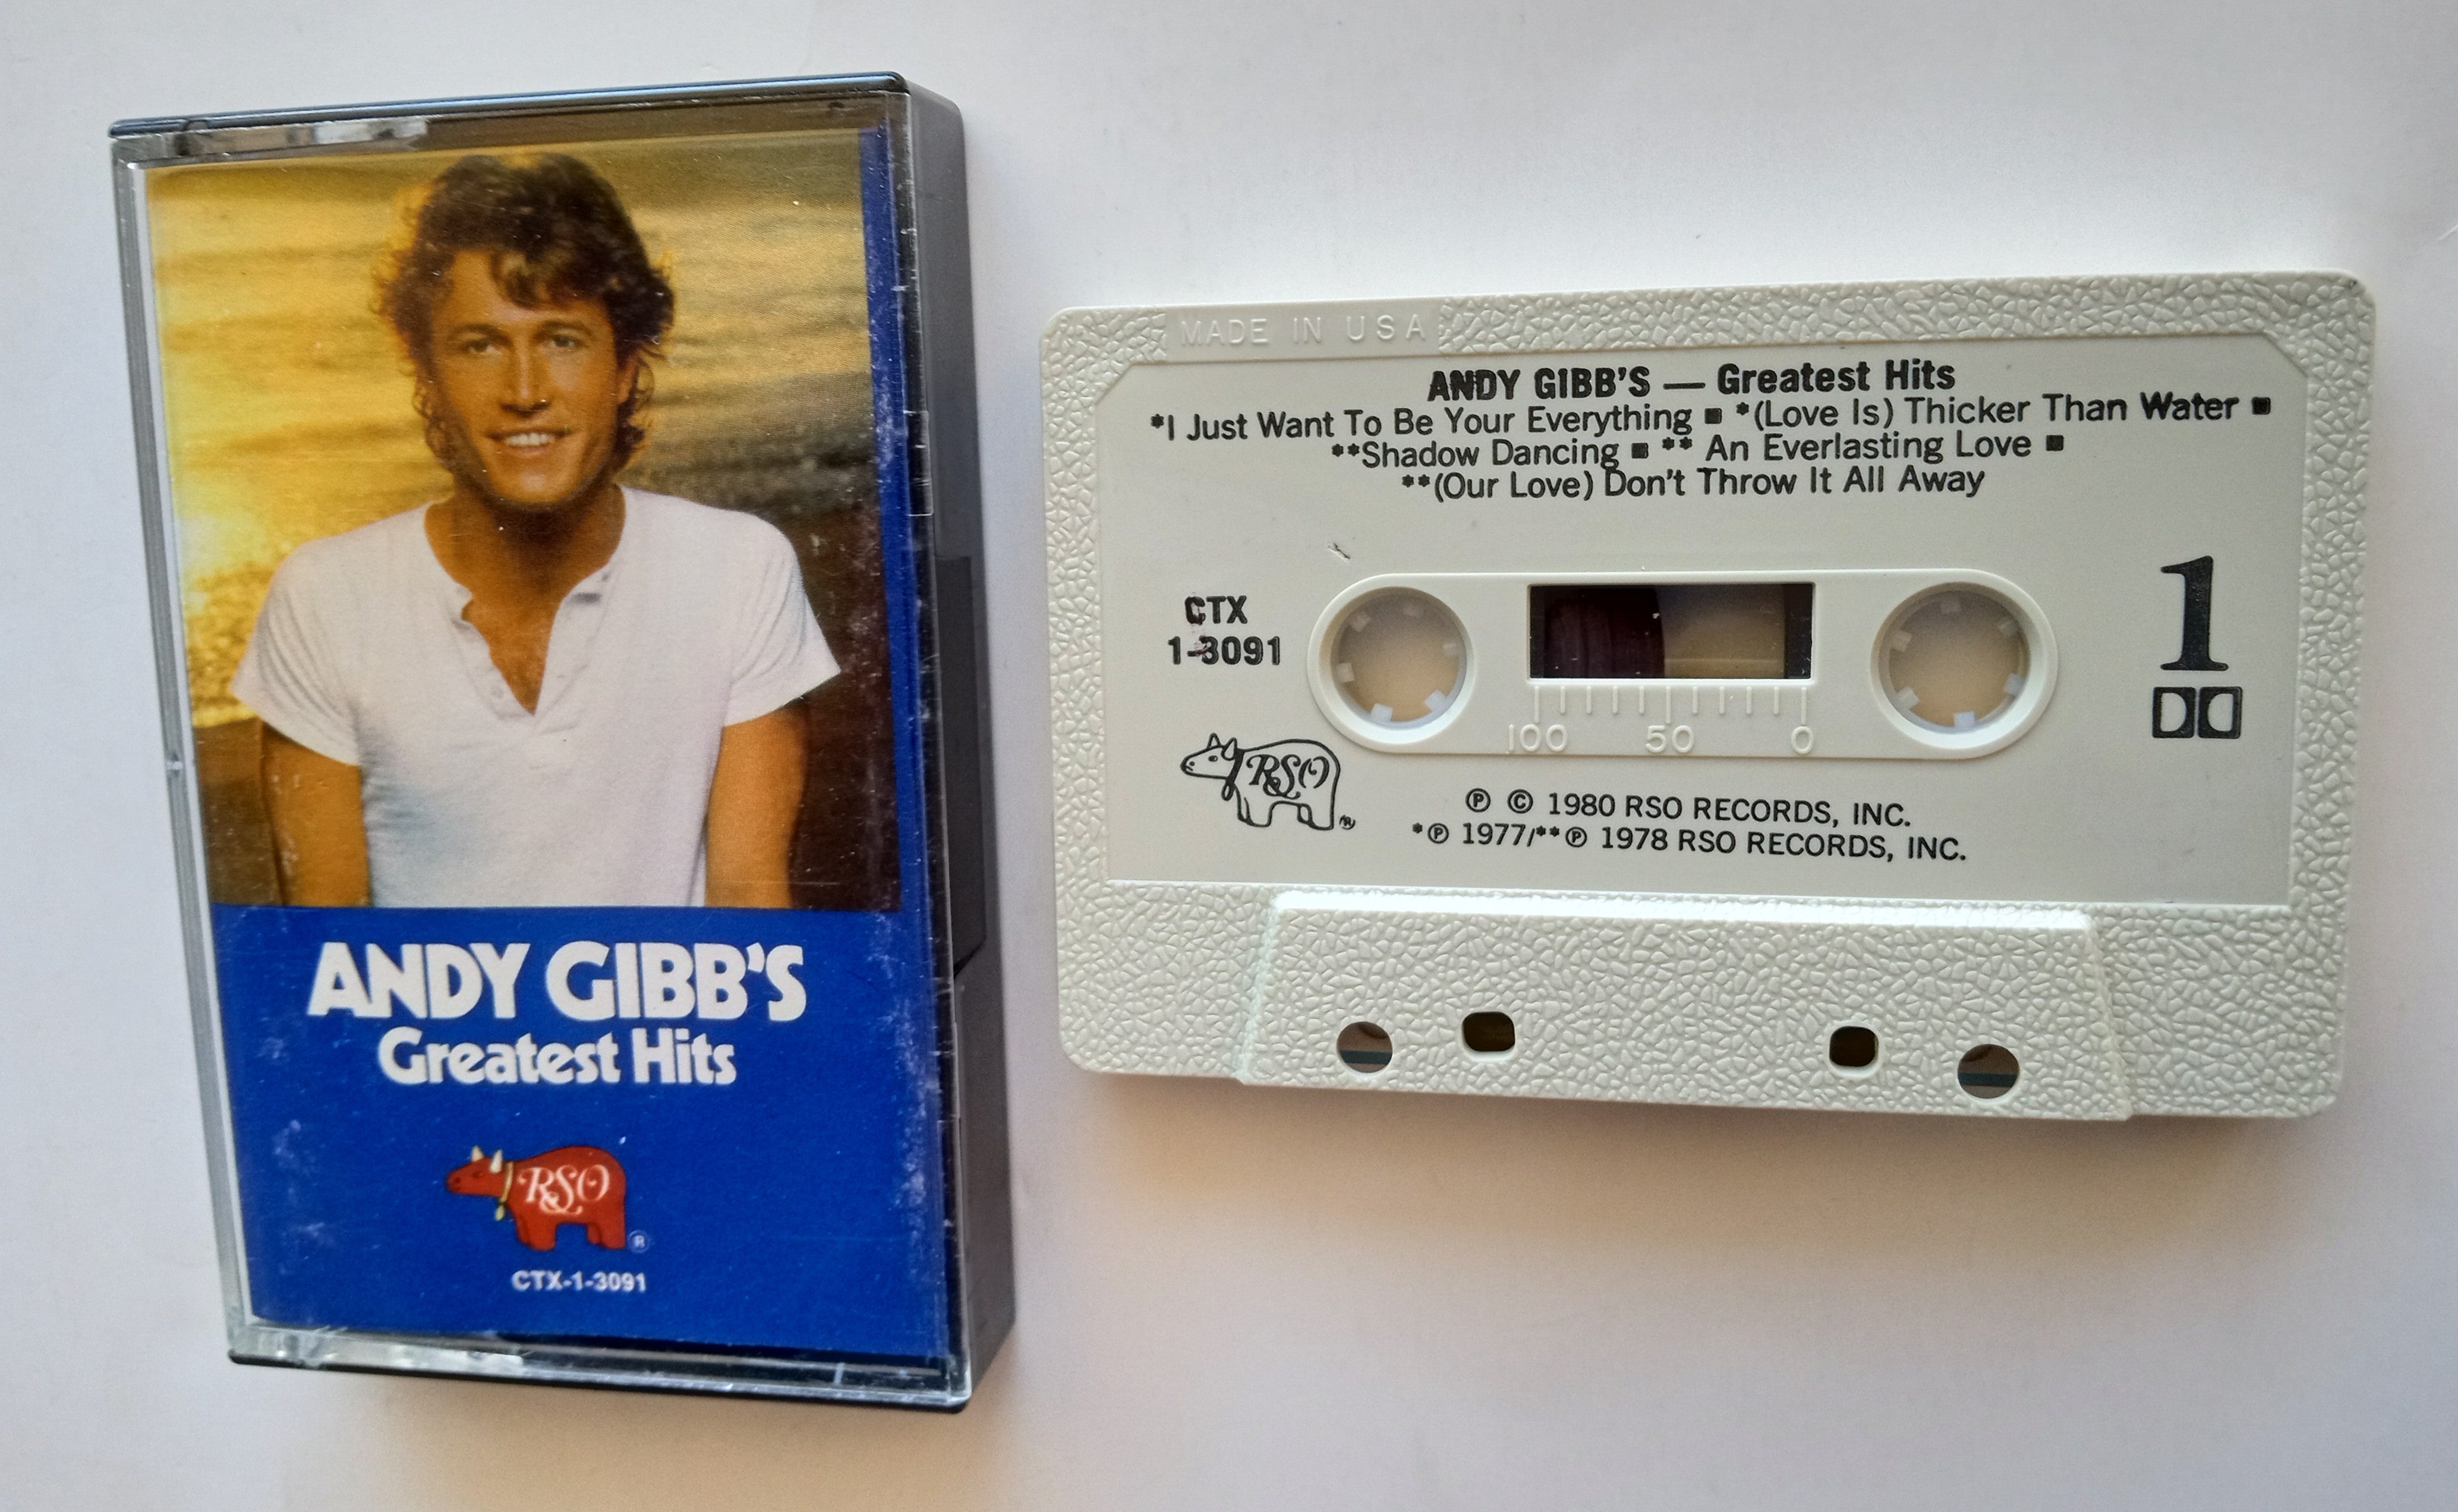 ANDY GIBB'S
Greatest Hits
RSO
®
CTX-1-3091
MADE IN USA
ANDY GIBB'S — Greatest Hits
*I Just Want To Be Your Everything ■ *(Love Is) Thicker Than Water ■
**Shadow Dancing ■ ** An Everlasting Love ■
**(Our Love) Don't Throw It All Away
CTX
1-3091
1
100 50 0
RSO
®
Ⓟ © 1980 RSO RECORDS, INC.
*Ⓟ 1977/**Ⓟ 1978 RSO RECORDS, INC.